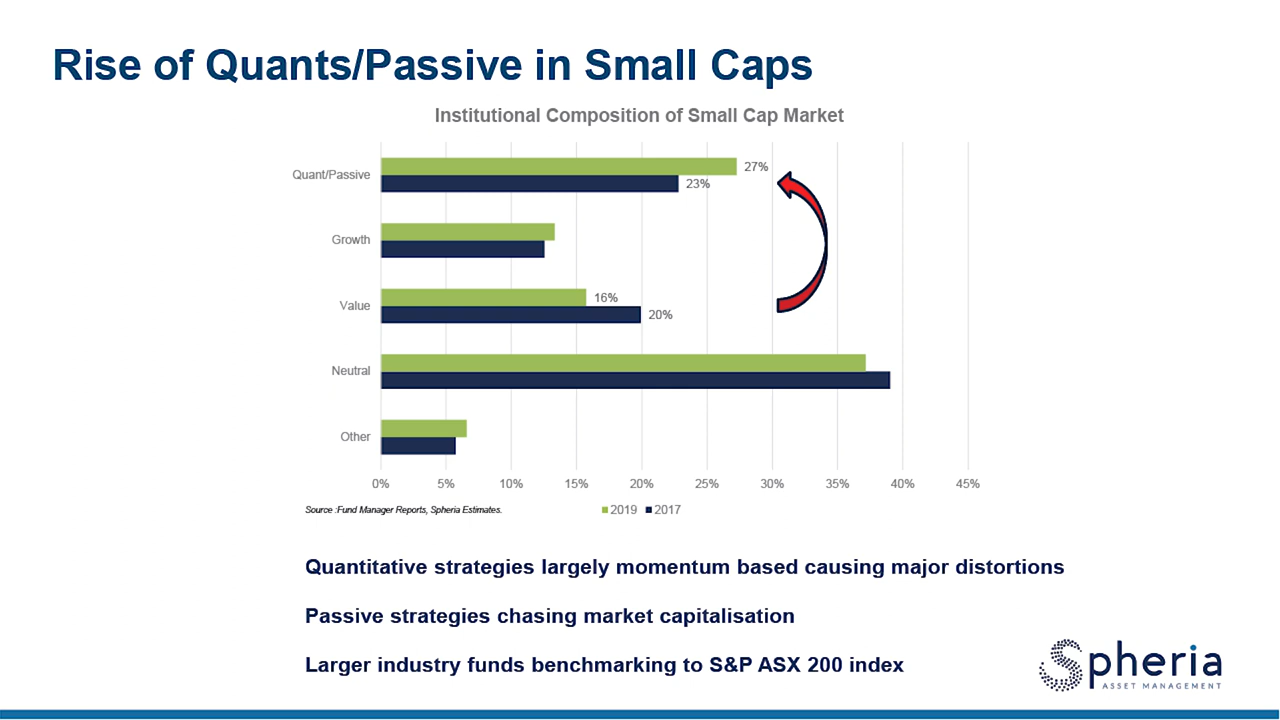 Rise of Quants/Passive in Small Caps
Institutional Composition of Small Cap Market
Quant/Passive
27%
23%
Growth
Value
16%
20%
Neutral
Other
0% 5% 10% 15% 20% 25% 30% 35% 40% 45%
Source :Fund Manager Reports, Spheria Estimates.
2019 2017
Quantitative strategies largely momentum based causing major distortions
Passive strategies chasing market capitalisation
Larger industry funds benchmarking to S&P ASX 200 index
Spheria
ASSET MANAGEMENT